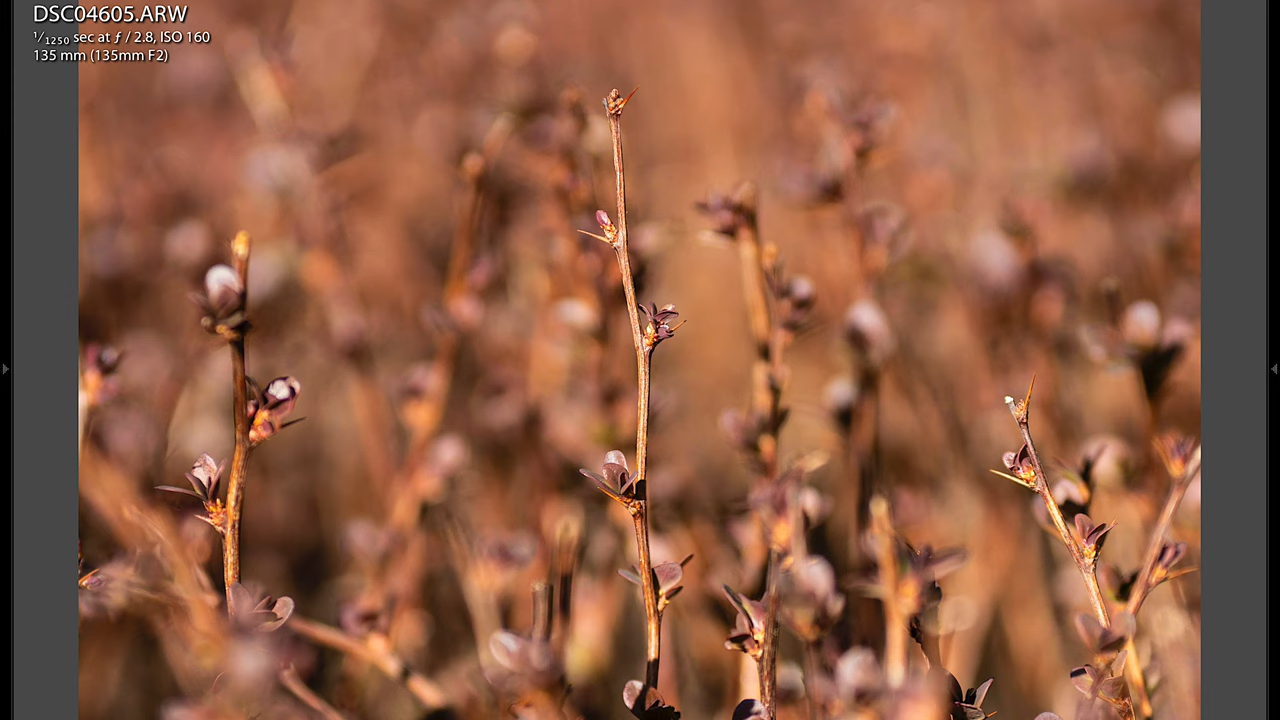 DSC04605.ARW
1/1250 sec at ƒ / 2.8, ISO 160
135 mm (135mm F2)